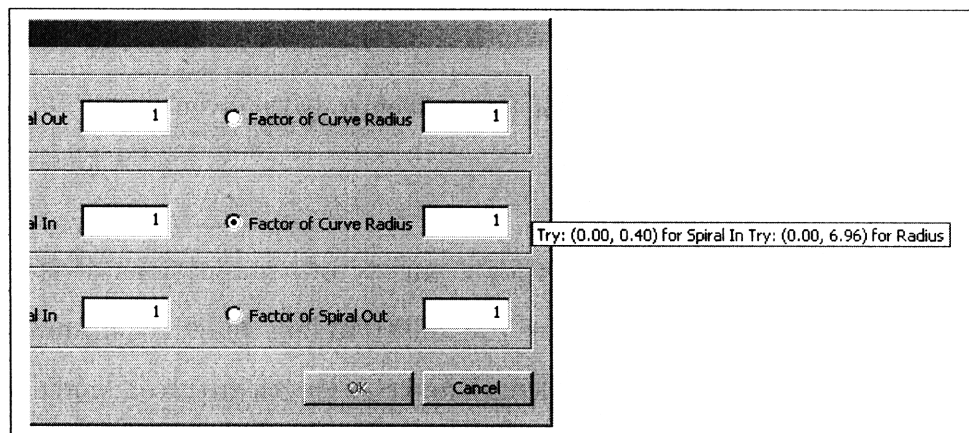 al Out 1 Factor of Curve Radius 1
al In 1 Factor of Curve Radius 1
Try: (0.00, 0.40) for Spiral In Try: (0.00, 6.96) for Radius
al In 1 Factor of Spiral Out 1
OK Cancel